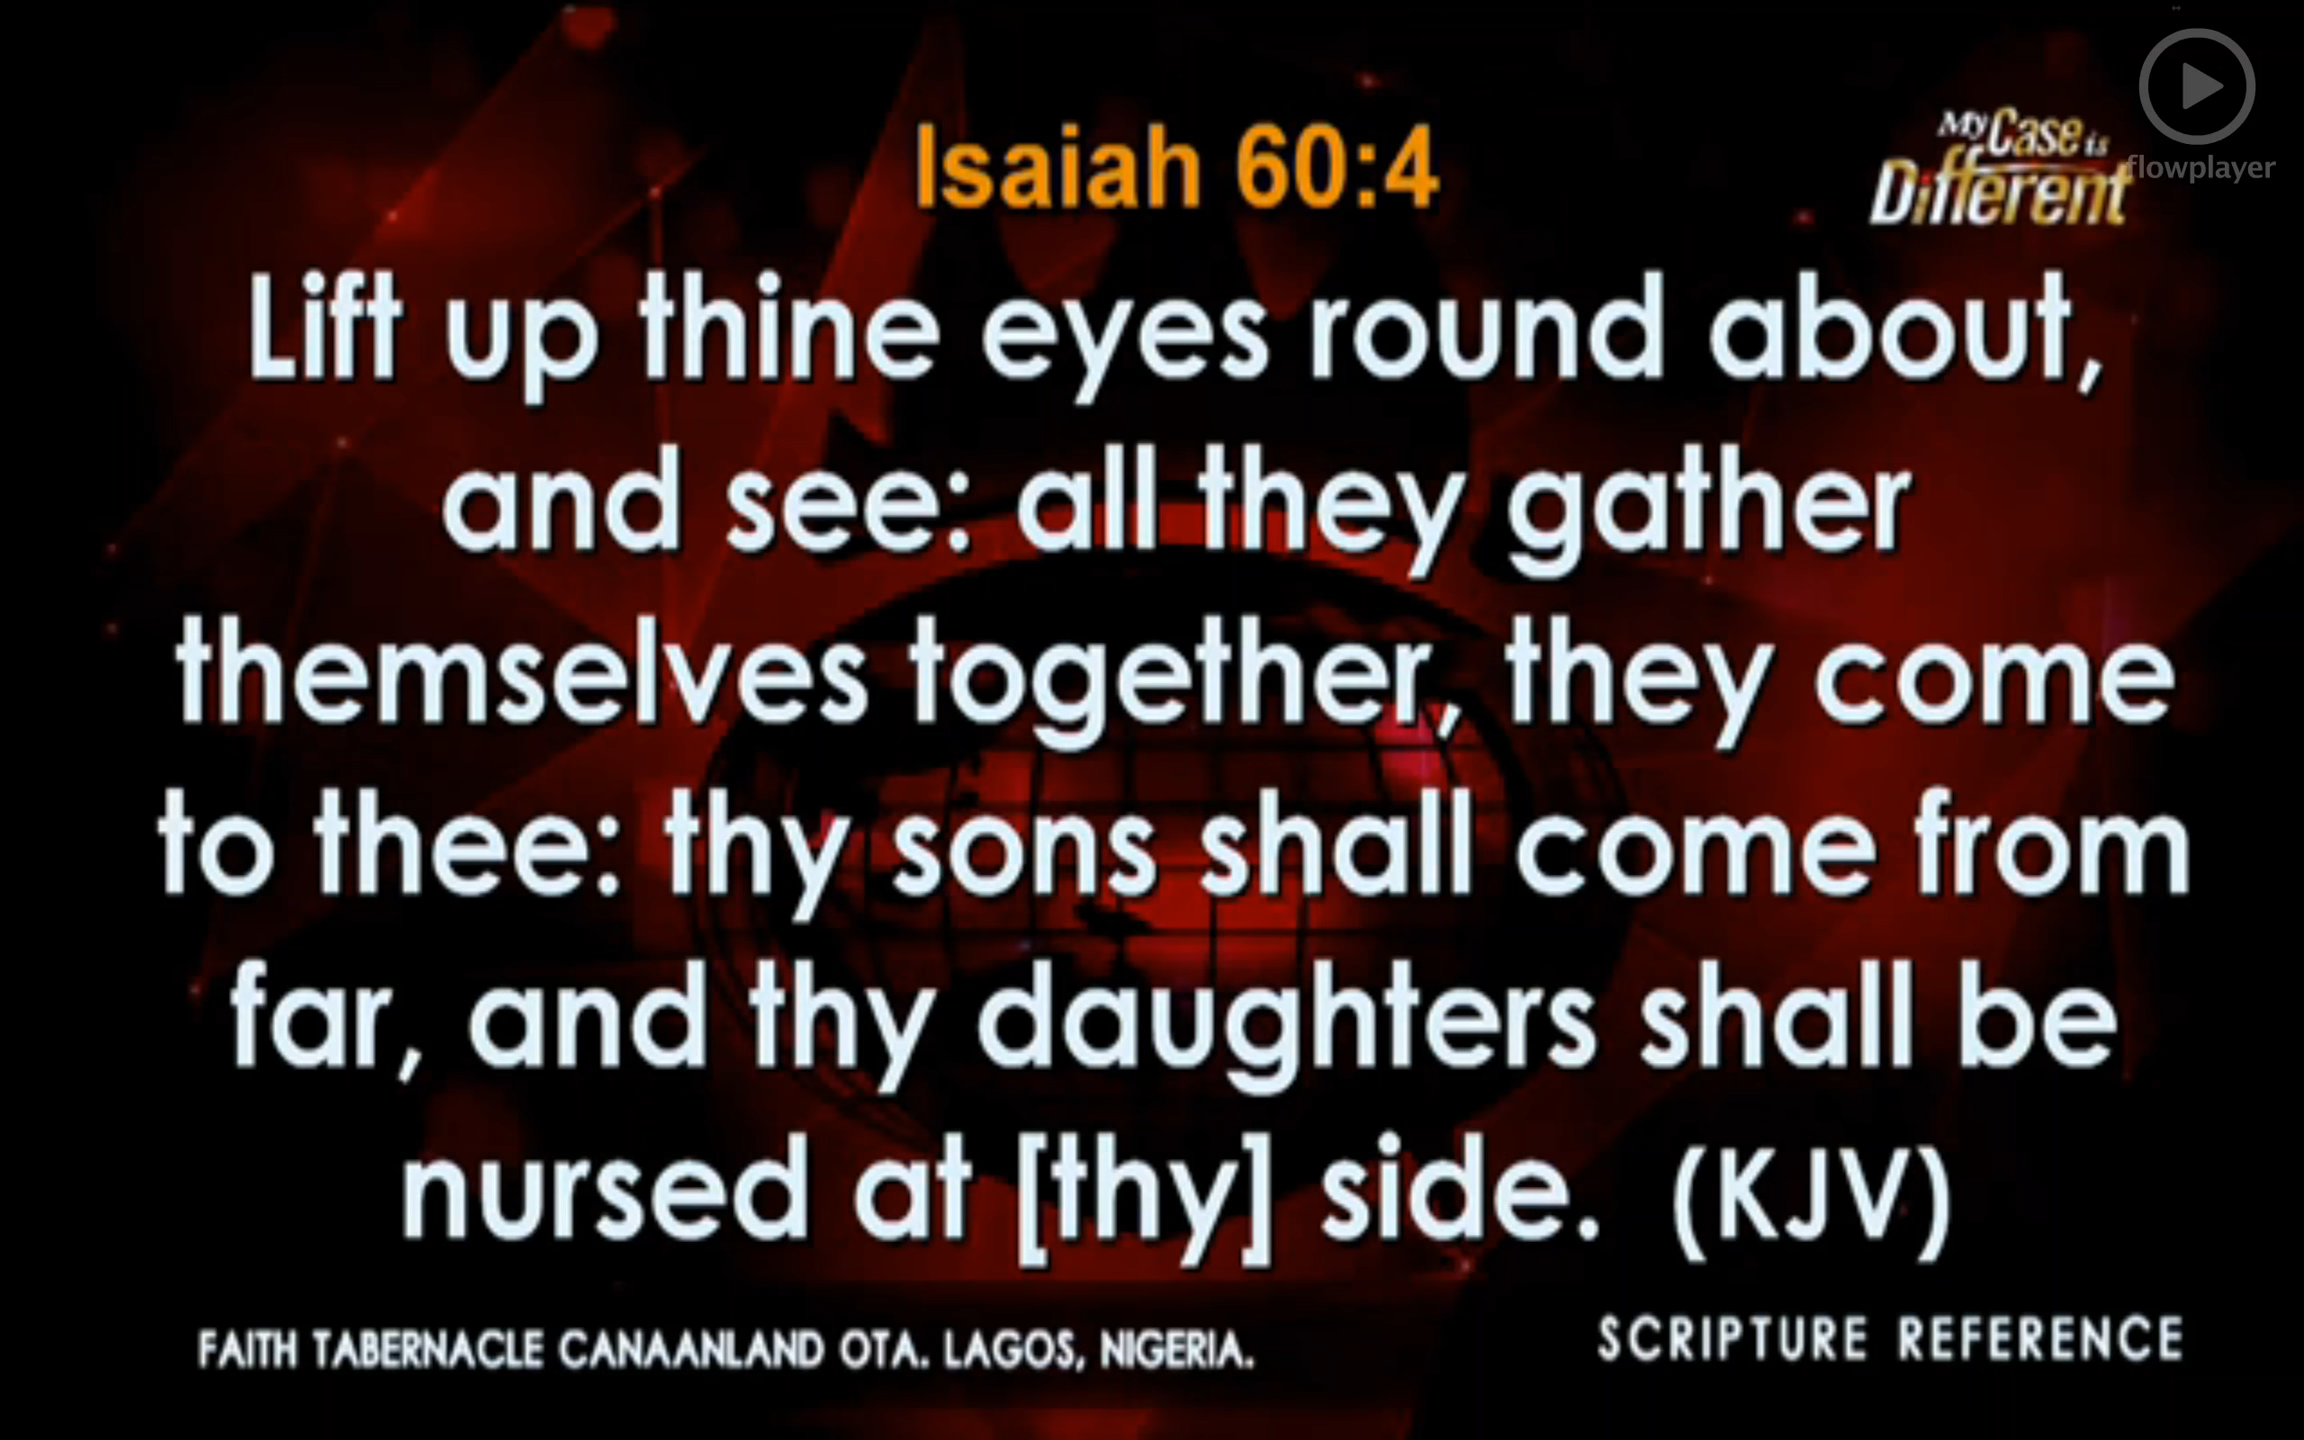 Isaiah 60:4
My Case is
Different
flowplayer
Lift up thine eyes round about,
and see: all they gather
themselves together, they come
to thee: thy sons shall come from
far, and thy daughters shall be
nursed at [thy] side. (KJV)
FAITH TABERNACLE CANAANLAND OTA. LAGOS, NIGERIA.
SCRIPTURE REFERENCE